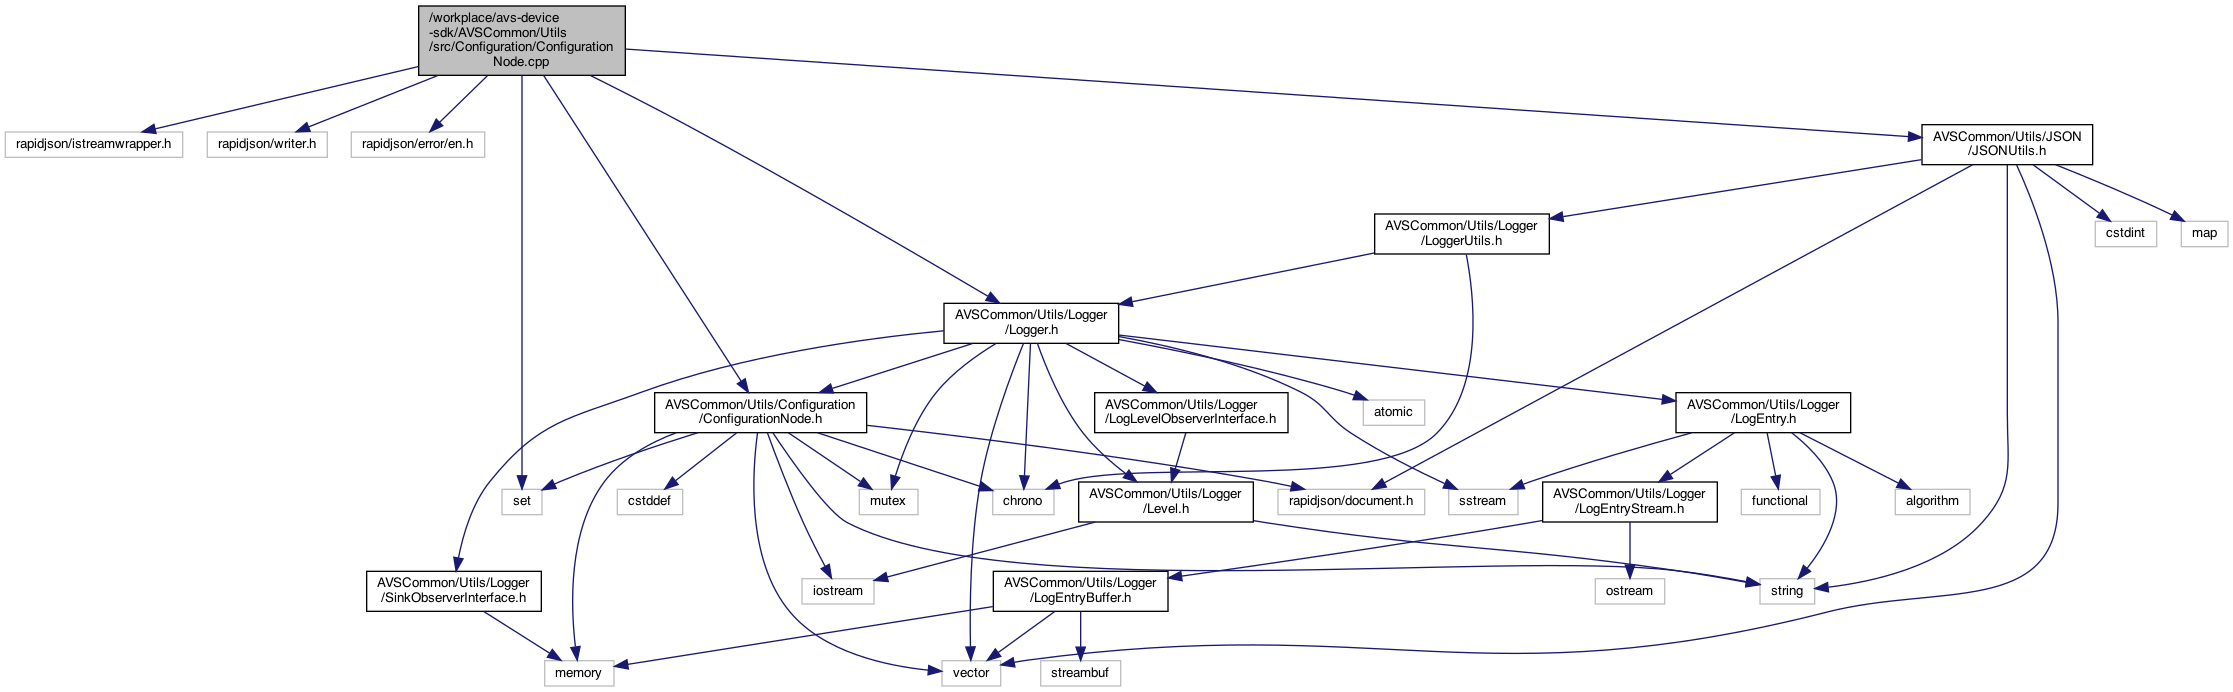 /workplace/avs-device
-sdk/AVSCommon/Utils
/src/Configuration/Configuration
Node.cpp
rapidjson/istreamwrapper.h
rapidjson/writer.h
rapidjson/error/en.h
AVSCommon/Utils/JSON
/JSONUtils.h
AVSCommon/Utils/Logger
/LoggerUtils.h
cstdint
map
AVSCommon/Utils/Logger
/Logger.h
AVSCommon/Utils/Configuration
/ConfigurationNode.h
AVSCommon/Utils/Logger
/LogLevelObserverInterface.h
atomic
AVSCommon/Utils/Logger
/LogEntry.h
set
cstddef
mutex
chrono
AVSCommon/Utils/Logger
/Level.h
rapidjson/document.h
sstream
AVSCommon/Utils/Logger
/LogEntryStream.h
functional
algorithm
AVSCommon/Utils/Logger
/SinkObserverInterface.h
iostream
AVSCommon/Utils/Logger
/LogEntryBuffer.h
ostream
string
memory
vector
streambuf